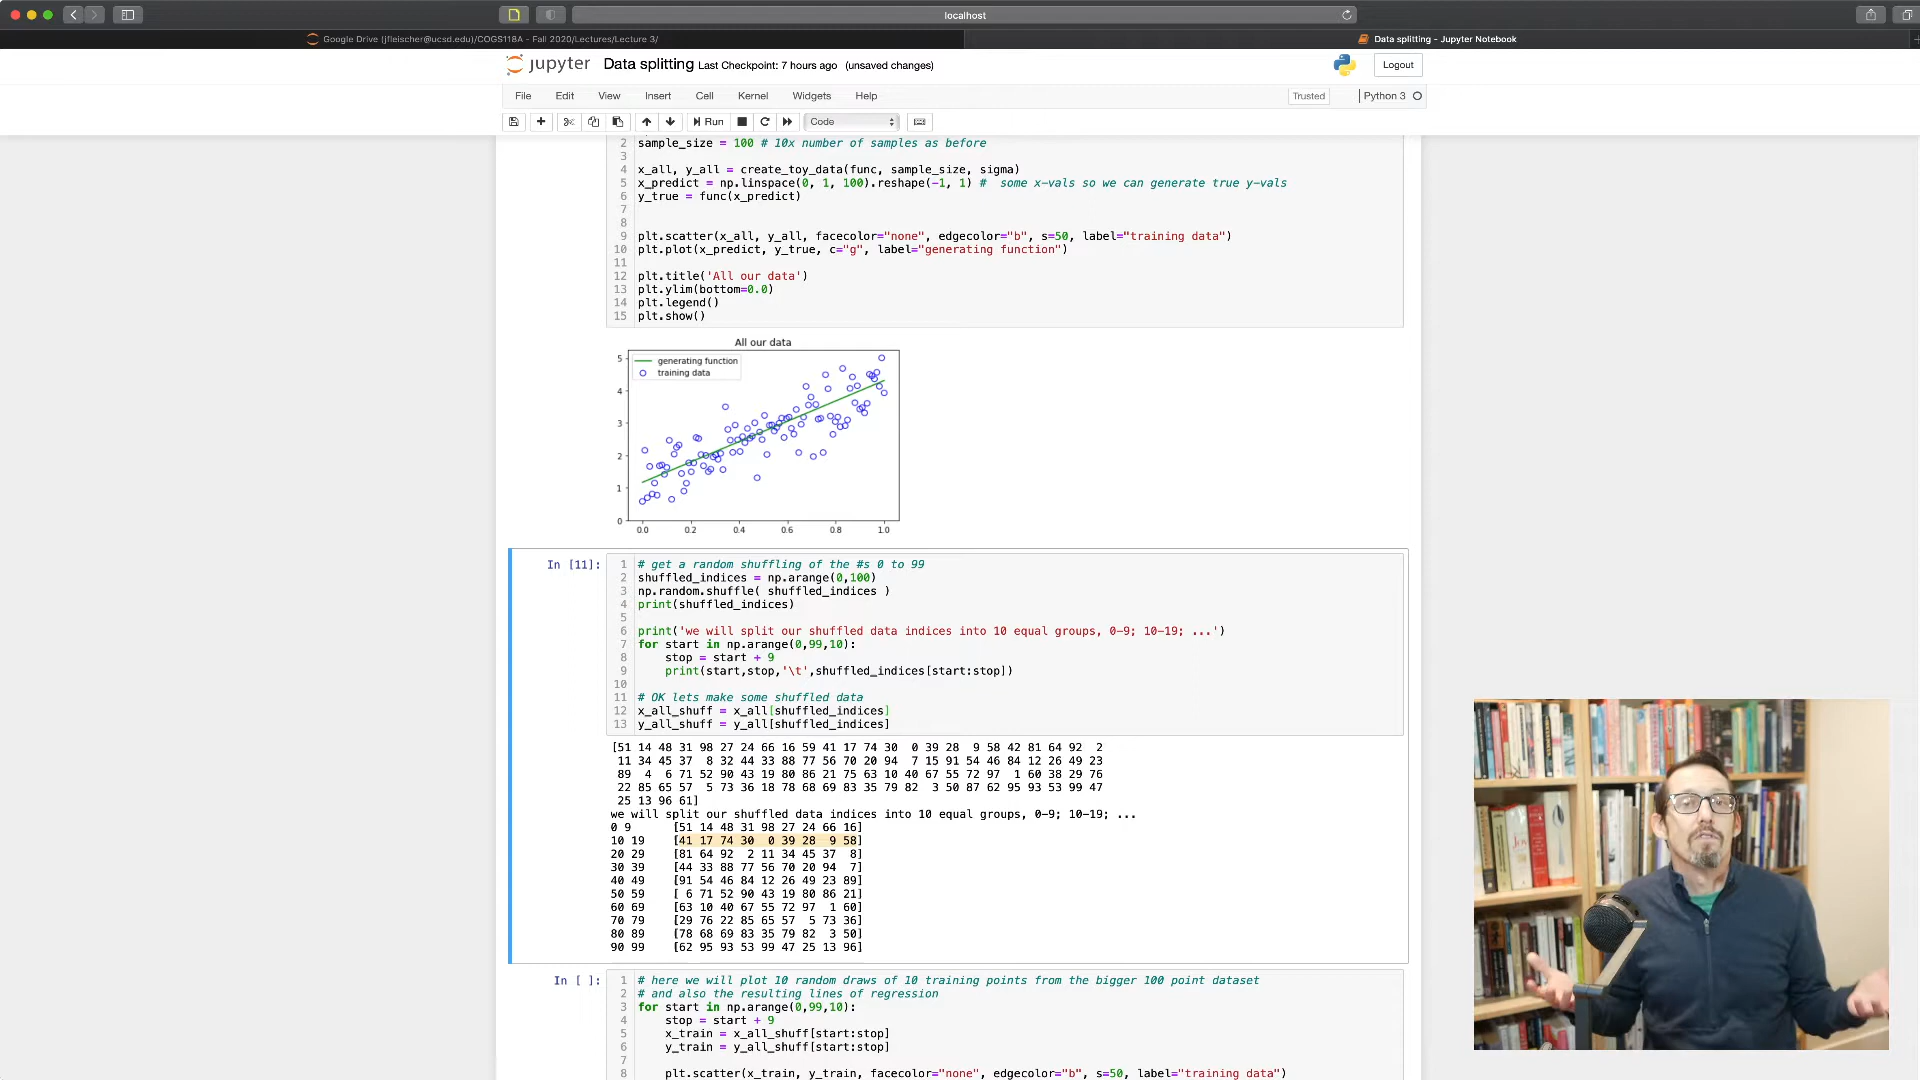 localhost
Google Drive (jfleischer@ucsd.edu)/COGS118A - Fall 2020/Lectures/Lecture 3/
Data splitting - Jupyter Notebook
jupyter Data splitting Last Checkpoint: 7 hours ago (unsaved changes)
Logout
File Edit View Insert Cell Kernel Widgets Help
Trusted Python 3
Run Code
2 sample_size = 100 # 10x number of samples as before
3
4 x_all, y_all = create_toy_data(func, sample_size, sigma)
5 x_predict = np.linspace(0, 1, 100).reshape(-1, 1) # some x-vals so we can generate true y-vals
6 y_true = func(x_predict)
7
8
9 plt.scatter(x_all, y_all, facecolor="none", edgecolor="b", s=50, label="training data")
10 plt.plot(x_predict, y_true, c="g", label="generating function")
11
12 plt.title('All our data')
13 plt.ylim(bottom=0.0)
14 plt.legend()
15 plt.show()
All our data
generating function
training data
5
4
3
2
1
0
0.0 0.2 0.4 0.6 0.8 1.0
In [11]:
1 # get a random shuffling of the #s 0 to 99
2 shuffled_indices = np.arange(0,100)
3 np.random.shuffle( shuffled_indices )
4 print(shuffled_indices)
5
6 print('we will split our shuffled data indices into 10 equal groups, 0-9; 10-19; ...')
7 for start in np.arange(0,99,10):
8 stop = start + 9
9 print(start,stop,'\t',shuffled_indices[start:stop])
10
11 # OK lets make some shuffled data
12 x_all_shuff = x_all[shuffled_indices]
13 y_all_shuff = y_all[shuffled_indices]
[51 14 48 31 98 27 24 66 16 59 41 17 74 30 0 39 28 9 58 42 81 64 92 2
11 34 45 37 8 32 44 33 88 77 56 70 20 94 7 15 91 54 46 84 12 26 49 23
89 4 6 71 52 90 43 19 80 86 21 75 63 10 40 67 55 72 97 1 60 38 29 76
22 85 65 57 5 73 36 18 78 68 69 83 35 79 82 3 50 87 62 95 93 53 99 47
25 13 96 61]
we will split our shuffled data indices into 10 equal groups, 0-9; 10-19; ...
0 9 [51 14 48 31 98 27 24 66 16]
10 19 [41 17 74 30 0 39 28 9 58]
20 29 [81 64 92 2 11 34 45 37 8]
30 39 [44 33 88 77 56 70 20 94 7]
40 49 [91 54 46 84 12 26 49 23 89]
50 59 [ 6 71 52 90 43 19 80 86 21]
60 69 [63 10 40 67 55 72 97 1 60]
70 79 [29 76 22 85 65 57 5 73 36]
80 89 [78 68 69 83 35 79 82 3 50]
90 99 [62 95 93 53 99 47 25 13 96]
In [ ]:
1 # here we will plot 10 random draws of 10 training points from the bigger 100 point dataset
2 # and also the resulting lines of regression
3 for start in np.arange(0,99,10):
4 stop = start + 9
5 x_train = x_all_shuff[start:stop]
6 y_train = y_all_shuff[start:stop]
7
8 plt.scatter(x_train, y_train, facecolor="none", edgecolor="b", s=50, label="training data")